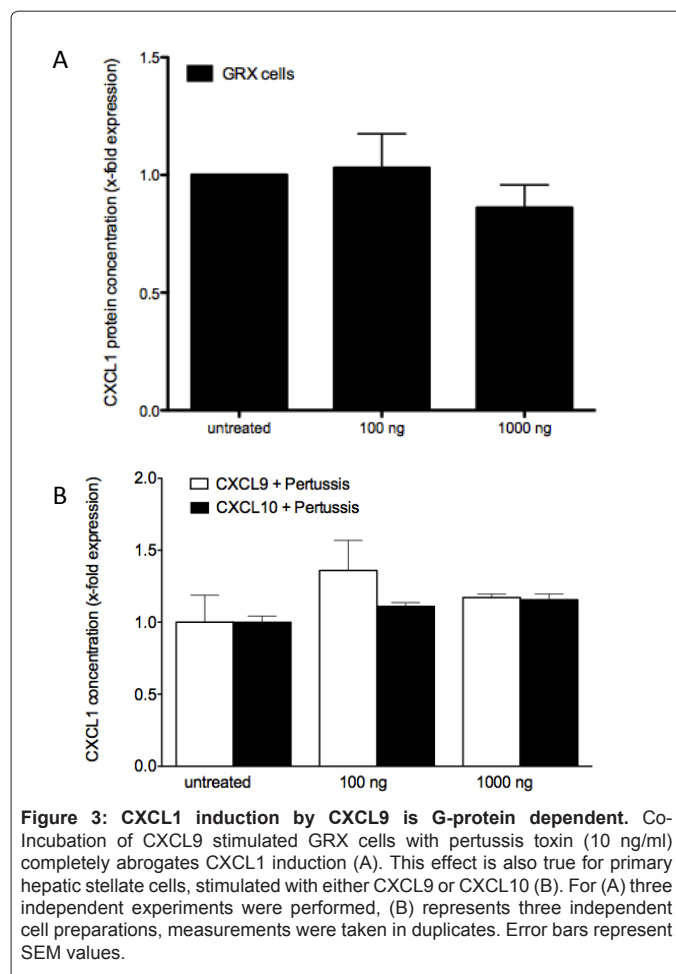 A
CXCL1 protein concentration (x-fold expression)
1.5
1.0
0.5
0.0
GRX cells
untreated
100 ng
1000 ng
B
CXCL1 concentration (x-fold expression)
2.0
1.5
1.0
0.5
0.0
CXCL9 + Pertussis
CXCL10 + Pertussis
untreated
100 ng
1000 ng
Figure 3: CXCL1 induction by CXCL9 is G-protein dependent. Co-
Incubation of CXCL9 stimulated GRX cells with pertussis toxin (10 ng/ml)
completely abrogates CXCL1 induction (A). This effect is also true for primary
hepatic stellate cells, stimulated with either CXCL9 or CXCL10 (B). For (A) three
independent experiments were performed, (B) represents three independent
cell preparations, measurements were taken in duplicates. Error bars represent
SEM values.